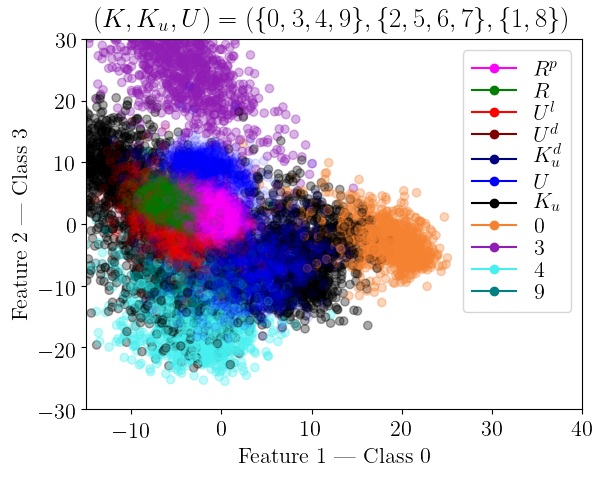 (K, K_u, U) = ({0, 3, 4, 9}, {2, 5, 6, 7}, {1, 8})
30
20
10
0
−10
−20
−30
Feature 2 — Class 3
R^p
R
U^l
U^d
K_u^d
U
K_u
0
3
4
9
−10
0
10
20
30
40
Feature 1 — Class 0